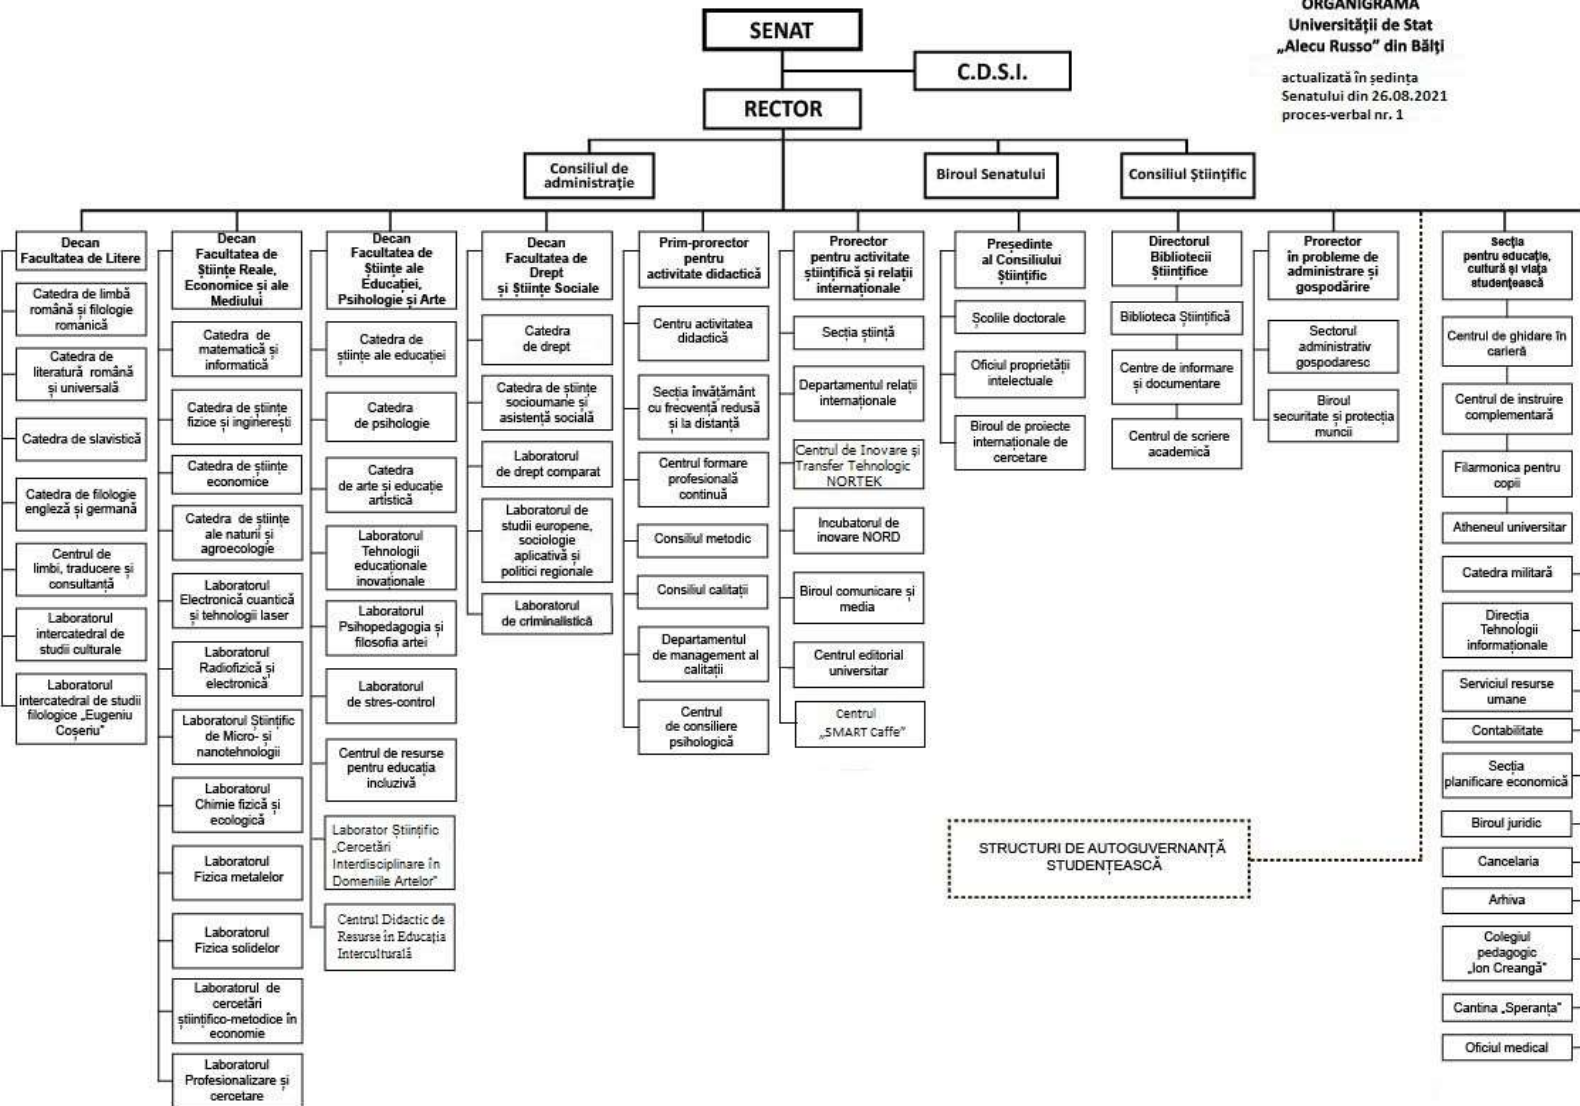 ORGANIGRAMA
Universității de Stat
„Alecu Russo” din Bălți
actualizată în ședința
Senatului din 26.08.2021
proces-verbal nr. 1
SENAT
C.D.S.I.
RECTOR
Consiliul de
administrație
Biroul Senatului
Consiliul Științific
Decan
Facultatea de Litere
Catedra de limbă
română și filologie
romanică
Catedra de
literatură română
și universală
Catedra de slavistică
Catedra de filologie
engleză și germană
Centrul de
limbi, traducere și
consultanță
Laboratorul
intercatedral de
studii culturale
Laboratorul
intercatedral de studii
filologice „Eugeniu
Coșeriu”
Decan
Facultatea de
Științe Reale,
Economice și ale
Mediului
Catedra de
matematică și
informatică
Catedra de științe
fizice și inginerești
Catedra de științe
economice
Catedra de științe
ale naturii și
agroecologie
Laboratorul
Electronică cuantică
și tehnologii laser
Laboratorul
Radiofizică și
electronică
Laboratorul Științific
de Micro- și
nanotehnologii
Laboratorul
Chimie fizică și
ecologică
Laboratorul
Fizica metalelor
Laboratorul
Fizica solidelor
Laboratorul de
cercetări
științifico-metodice în
economie
Laboratorul
Profesionalizare și
cercetare
Decan
Facultatea de
Științe ale
Educației,
Psihologie și Arte
Catedra de
științe ale educației
Catedra
de psihologie
Catedra
de arte și educație
artistică
Laboratorul
Tehnologii
educaționale
inovaționale
Laboratorul
Psihopedagogia și
filosofia artei
Laboratorul
de stres-control
Centrul de resurse
pentru educația
incluzivă
Laborator Științific
„Cercetări
Interdisciplinare în
Domeniile Artelor”
Centrul Didactic de
Resurse în Educația
Interculturală
Decan
Facultatea de
Drept
și Științe Sociale
Catedra
de drept
Catedra de științe
socioumane și
asistență socială
Laboratorul
de drept comparat
Laboratorul de
studii europene,
sociologie
aplicativă și
politici regionale
Laboratorul
de criminalistică
Prim-prorector
pentru
activitate didactică
Centru activitatea
didactică
Secția învățământ
cu frecvență redusă
și la distanță
Centrul formare
profesională
continuă
Consiliul metodic
Consiliul calitații
Departamentul
de management al
calitații
Centrul
de consiliere
psihologică
Prorector
pentru activitate
științifică și relații
internaționale
Secția știință
Departamentul relații
internaționale
Centrul de Inovare și
Transfer Tehnologic
NORTEK
Incubatorul de
inovare NORD
Biroul comunicare și
media
Centrul editorial
universitar
Centrul
„SMART Caffe”
Președinte
al Consiliului
Științific
Școlile doctorale
Oficiul proprietății
intelectuale
Biroul de proiecte
internaționale de
cercetare
Directorul
Bibliotecii
Științifice
Biblioteca Științifică
Centre de informare
și documentare
Centrul de scriere
academică
Prorector
în probleme de
administrare și
gospodărire
Sectorul
administrativ
gospodaresc
Biroul
securitate și protecția
muncii
Secția
pentru educație,
cultură și viața
studențească
Centrul de ghidare în
carieră
Centrul de instruire
complementară
Filarmonica pentru
copii
Atheneul universitar
Catedra militară
Direcția
Tehnologii
informaționale
Serviciul resurse
umane
Contabilitate
Secția
planificare economică
Biroul juridic
Cancelaria
Arhiva
Colegiul
pedagogic
„Ion Creangă”
Cantina „Speranța”
Oficiul medical
STRUCTURI DE AUTOGUVERNANȚĂ
STUDENȚEASCĂ